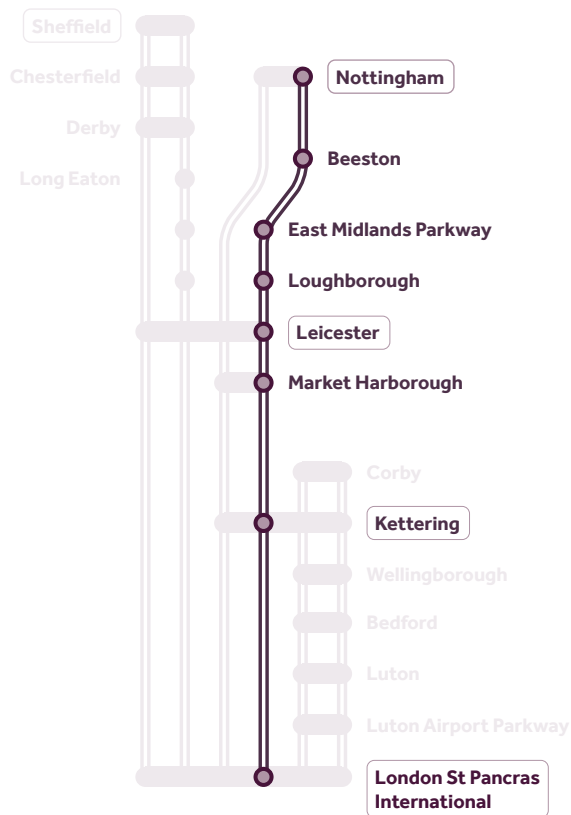 Sheffield
Chesterfield
Nottingham
Derby
Beeston
Long Eaton
East Midlands Parkway
Loughborough
Leicester
Market Harborough
Corby
Kettering
Wellingborough
Bedford
Luton
Luton Airport Parkway
London St Pancras
International